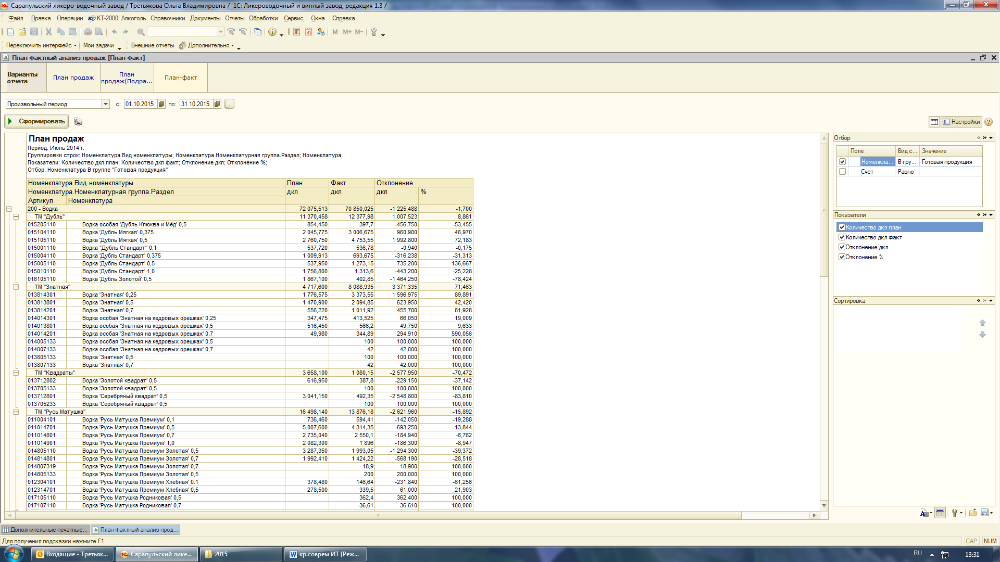 Сарапульский ликеро-водочный завод / Третьякова Ольга Владимировна / 1С: Ликероводочный и винный завод, редакция 1.3 /
Файл Правка Операции КТ-2000: Алкоголь Справочники Документы Отчеты Обработки Сервис Окна Справка
M M+ M-
Переключить интерфейс Мои задачи Внешние отчеты Дополнительно
План-фактный анализ продаж [План-Факт]
Варианты отчета
План продаж
План продаж(Подра...
План-факт
Произвольный период с: 01.10.2015 по: 31.10.2015 ...
Сформировать
Настройки
План продаж
Период: Июнь 2014 г.
Группировки строк: Номенклатура.Вид номенклатуры; Номенклатура.Номенклатурная группа.Раздел; Номенклатура;
Показатели: Количество дкл план; Количество дкл факт; Отклонение дкл; Отклонение %;
Отбор: Номенклатура В группе "Готовая продукция"
Номенклатура.Вид номенклатуры План Факт Отклонение
Номенклатура.Номенклатурная группа.Раздел дкл дкл дкл %
Артикул Номенклатура
200 - Водка 72 075,513 70 850,025 -1 225,488 -1,700
ТМ "Дубль" 11 370,458 12 377,98 1 007,523 8,861
015205110 Водка особая 'Дубль Клюква и Мёд' 0,5 854,450 397,7 -456,750 -53,455
015104110 Водка 'Дубль Мягкая' 0,375 2 045,775 3 006,675 960,900 46,970
015105110 Водка 'Дубль Мягкая' 0,5 2 760,750 4 753,55 1 992,800 72,183
015001110 Водка "Дубль Стандарт" 0,1 537,720 536,78 -0,940 -0,175
015004110 Водка 'Дубль Стандарт' 0,375 1 009,913 693,675 -316,238 -31,313
015005110 Водка 'Дубль Стандарт' 0,5 537,950 1 273,15 735,200 136,667
015010110 Водка 'Дубль Стандарт' 1,0 1 756,800 1 313,6 -443,200 -25,228
016105110 Водка 'Дубль Золотой' 0,5 1 867,100 402,85 -1 464,250 -78,424
ТМ "Знатная" 4 717,600 8 088,935 3 371,335 71,463
013814301 Водка 'Знатная' 0,25 1 776,575 3 373,55 1 596,975 89,891
013813801 Водка 'Знатная' 0,5 1 470,900 2 094,85 623,950 42,420
013814201 Водка 'Знатная' 0,7 556,220 1 011,92 455,700 81,928
014014301 Водка особая 'Знатная на кедровых орешках' 0,25 347,475 413,525 66,050 19,009
014013801 Водка особая 'Знатная на кедровых орешках' 0,5 516,450 566,2 49,750 9,633
014014201 Водка особая 'Знатная на кедровых орешках' 0,7 49,980 344,89 294,910 590,056
014005133 Водка особая 'Знатная на кедровых орешках' 0,5 100 100,000 100,000
014007133 Водка особая 'Знатная на кедровых орешках' 0,7 42 42,000 100,000
013805133 Водка 'Знатная' 0,5 100 100,000 100,000
013807133 Водка 'Знатная' 0,7 42 42,000 100,000
ТМ "Квадраты" 3 658,100 1 080,15 -2 577,950 -70,472
013712802 Водка 'Золотой квадрат' 0,5 616,950 387,8 -229,150 -37,142
013705133 Водка 'Золотой квадрат' 0,5 100 100,000 100,000
013712801 Водка 'Серебряный квадрат' 0,5 3 041,150 492,35 -2 548,800 -83,810
013705233 Водка 'Серебряный квадрат' 0,5 100 100,000 100,000
ТМ "Русь Матушка" 16 498,140 13 876,18 -2 621,960 -15,892
011004101 Водка 'Русь Матушка Премиум' 0,1 736,460 594,41 -142,050 -19,288
011014701 Водка 'Русь Матушка Премиум' 0,5 5 007,600 4 314,35 -693,250 -13,844
011014801 Водка 'Русь Матушка Премиум' 0,7 2 735,040 2 550,1 -184,940 -6,762
011014901 Водка 'Русь Матушка Премиум' 1,0 2 082,300 1 896 -186,300 -8,947
014805110 Водка 'Русь Матушка Премиум Золотая' 0,5 3 287,350 1 993,05 -1 294,300 -39,372
014814801 Водка 'Русь Матушка Премиум Золотая' 0,7 1 992,410 1 424,22 -568,190 -28,518
014807319 Водка 'Русь Матушка Премиум Золотая' 0,7 18,9 18,900 100,000
014805133 Водка 'Русь Матушка Премиум Золотая' 0,5 200 200,000 100,000
012304101 Водка 'Русь Матушка Премиум Хлебная' 0.1 378,480 146,64 -231,840 -61,256
012314701 Водка 'Русь Матушка Премиум Хлебная' 0,5 278,500 339,5 61,000 21,903
017105110 Водка 'Русь Матушка Родниковая' 0,5 362,4 362,400 100,000
017107110 Водка 'Русь Матушка Родниковая' 0,7 36,61 36,610 100,000
Отбор
Поле Вид с... Значение
Номенкла... В гру... Готовая продукция
Счет Равно
Показатели
Количество дкл план
Количество дкл факт
Отклонение дкл
Отклонение %
Сортировка
Дополнительные печатные... План-фактный анализ прод...
Для получения подсказки нажмите F1
CAP NUM
Входящие - Третьяк... Сарапульский лике... 2015 кр.соврем ИТ [Реж...
RU 13:31